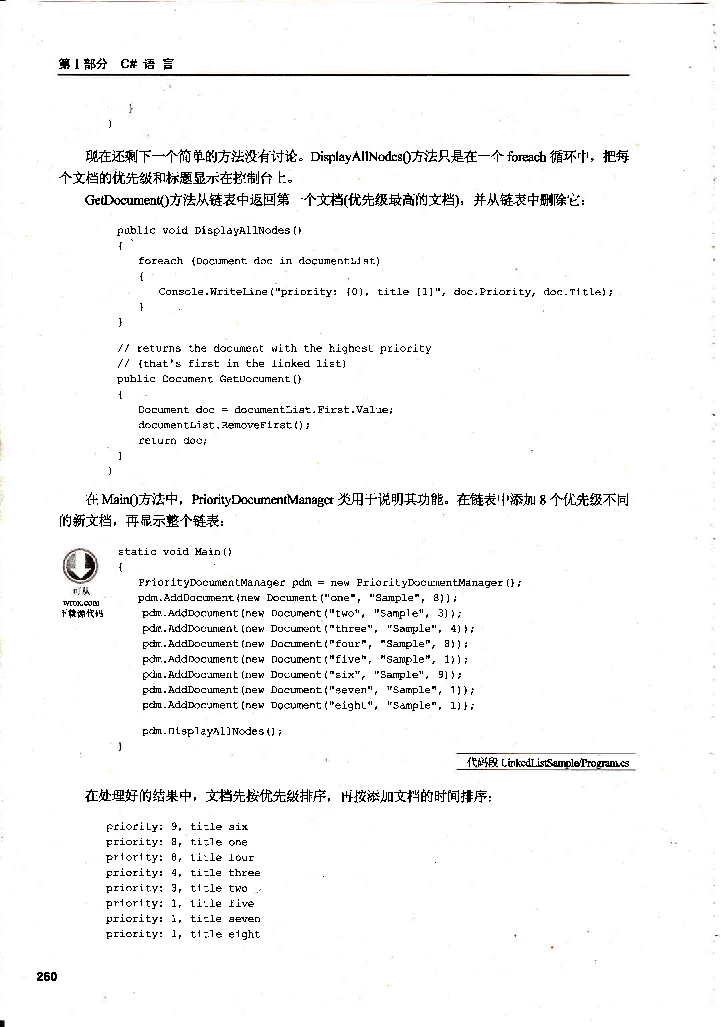 第Ⅰ部分 C# 语 言
}
}
现在还剩下一个简单的方法没有讨论。DisplayAllNodes()方法只是在一个 foreach 循环中，把每
个文档的优先级和标题显示在控制台上。
GetDocument()方法从链表中返回第一个文档(优先级最高的文档)，并从链表中删除它：
public void DisplayAllNodes()
{
foreach (Document doc in documentList)
{
Console.WriteLine("priority: {0}, title {1}", doc.Priority, doc.Title);
}
}
// returns the document with the highest priority
// (that's first in the linked list)
public Document GetDocument()
{
Document doc = documentList.First.Value;
documentList.RemoveFirst();
return doc;
}
}
在 Main()方法中，PriorityDocumentManager 类用于说明其功能。在链表中添加 8 个优先级不同
的新文档，再显示整个链表：
static void Main()
{
PriorityDocumentManager pdm = new PriorityDocumentManager();
pdm.AddDocument(new Document("one", "Sample", 8));
pdm.AddDocument(new Document("two", "Sample", 3));
pdm.AddDocument(new Document("three", "Sample", 4));
pdm.AddDocument(new Document("four", "Sample", 8));
pdm.AddDocument(new Document("five", "Sample", 1));
pdm.AddDocument(new Document("six", "Sample", 9));
pdm.AddDocument(new Document("seven", "Sample", 1));
pdm.AddDocument(new Document("eight", "Sample", 1));
pdm.DisplayAllNodes();
}
可从
wrox.com
下载源代码
代码段 LinkedListSample/Program.cs
在处理好的结果中，文档先按优先级排序，再按添加文档的时间排序：
priority: 9, title six
priority: 8, title one
priority: 8, title four
priority: 4, title three
priority: 3, title two
priority: 1, title five
priority: 1, title seven
priority: 1, title eight
260